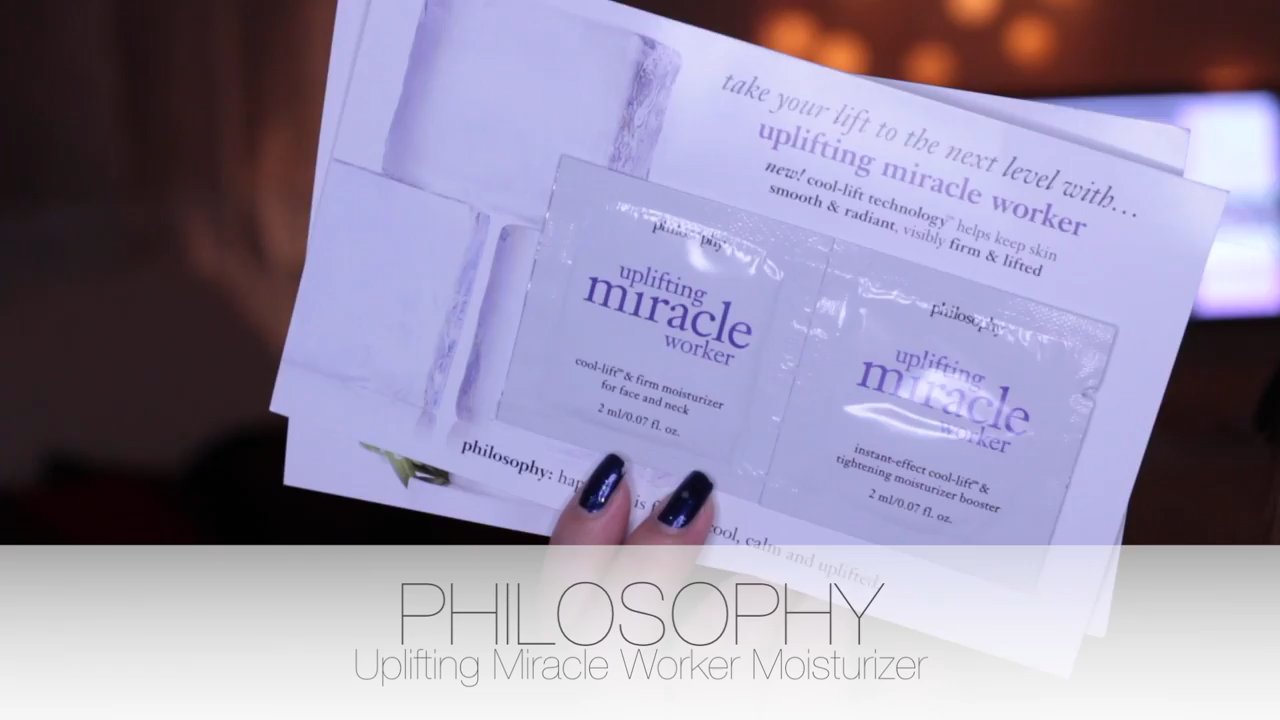 take your lift to the next level with...
uplifting miracle worker
new! cool-lift technology™ helps keep skin
smooth & radiant, visibly firm & lifted
philosophy
uplifting
miracle
worker
cool-lift™ & firm moisturizer
for face and neck
2 ml/0.07 fl. oz.
philosophy
uplifting
miracle
worker
instant-effect cool-lift™ &
tightening moisturizer booster
2 ml/0.07 fl. oz.
philosophy: is cool, calm and uplifted
PHILOSOPHY
Uplifting Miracle Worker Moisturizer